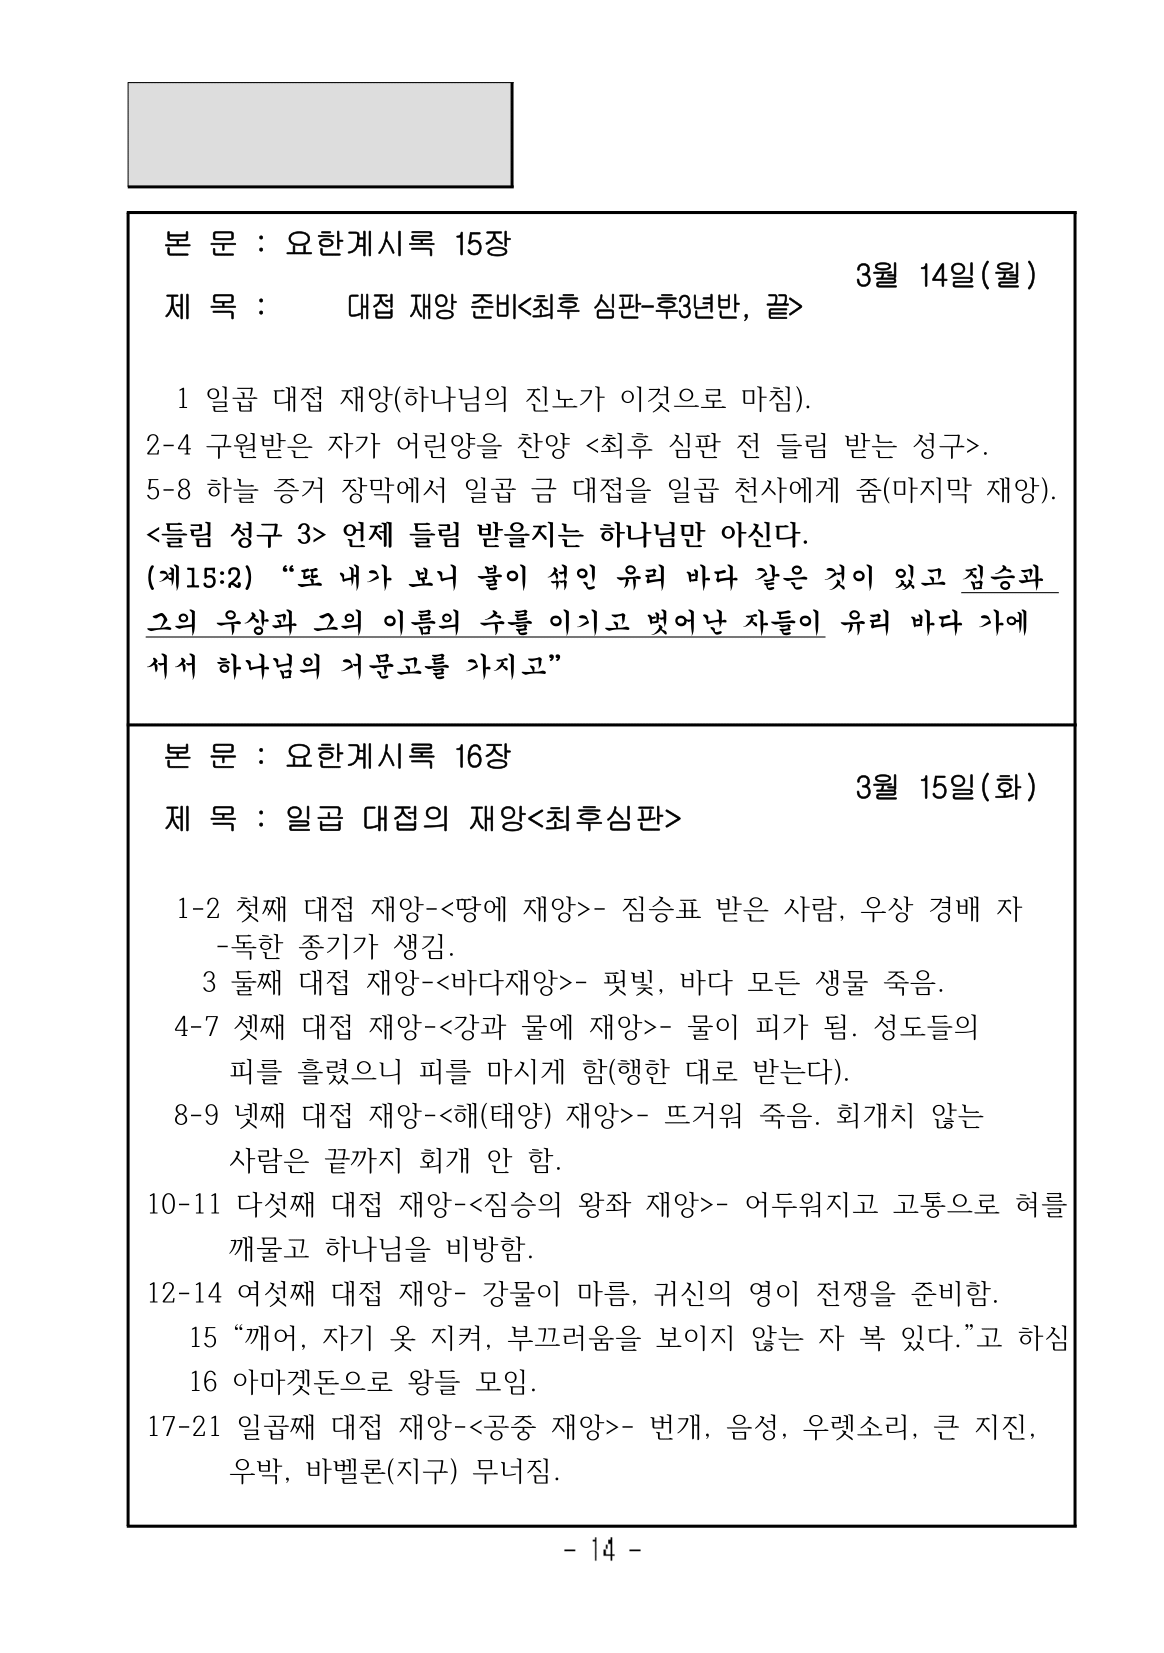 본 문 : 요한계시록 15장
3월 14일(월)
제 목 : 대접 재앙 준비<최후 심판-후3년반, 끝>
1 일곱 대접 재앙(하나님의 진노가 이것으로 마침).
2-4 구원받은 자가 어린양을 찬양 <최후 심판 전 들림 받는 성구>.
5-8 하늘 증거 장막에서 일곱 금 대접을 일곱 천사에게 줌(마지막 재앙).
<들림 성구 3> 언제 들림 받을지는 하나님만 아신다.
(계15:2) “또 내가 보니 불이 섞인 유리 바다 같은 것이 있고 짐승과
그의 우상과 그의 이름의 수를 이기고 벗어난 자들이 유리 바다 가에
서서 하나님의 거문고를 가지고”
본 문 : 요한계시록 16장
3월 15일(화)
제 목 : 일곱 대접의 재앙<최후심판>
1-2 첫째 대접 재앙-<땅에 재앙>- 짐승표 받은 사람, 우상 경배 자
-독한 종기가 생김.
3 둘째 대접 재앙-<바다재앙>- 핏빛, 바다 모든 생물 죽음.
4-7 셋째 대접 재앙-<강과 물에 재앙>- 물이 피가 됨. 성도들의
피를 흘렸으니 피를 마시게 함(행한 대로 받는다).
8-9 넷째 대접 재앙-<해(태양) 재앙>- 뜨거워 죽음. 회개치 않는
사람은 끝까지 회개 안 함.
10-11 다섯째 대접 재앙-<짐승의 왕좌 재앙>- 어두워지고 고통으로 혀를
깨물고 하나님을 비방함.
12-14 여섯째 대접 재앙- 강물이 마름, 귀신의 영이 전쟁을 준비함.
15 “깨어, 자기 옷 지켜, 부끄러움을 보이지 않는 자 복 있다.”고 하심
16 아마겟돈으로 왕들 모임.
17-21 일곱째 대접 재앙-<공중 재앙>- 번개, 음성, 우렛소리, 큰 지진,
우박, 바벨론(지구) 무너짐.
- 14 -